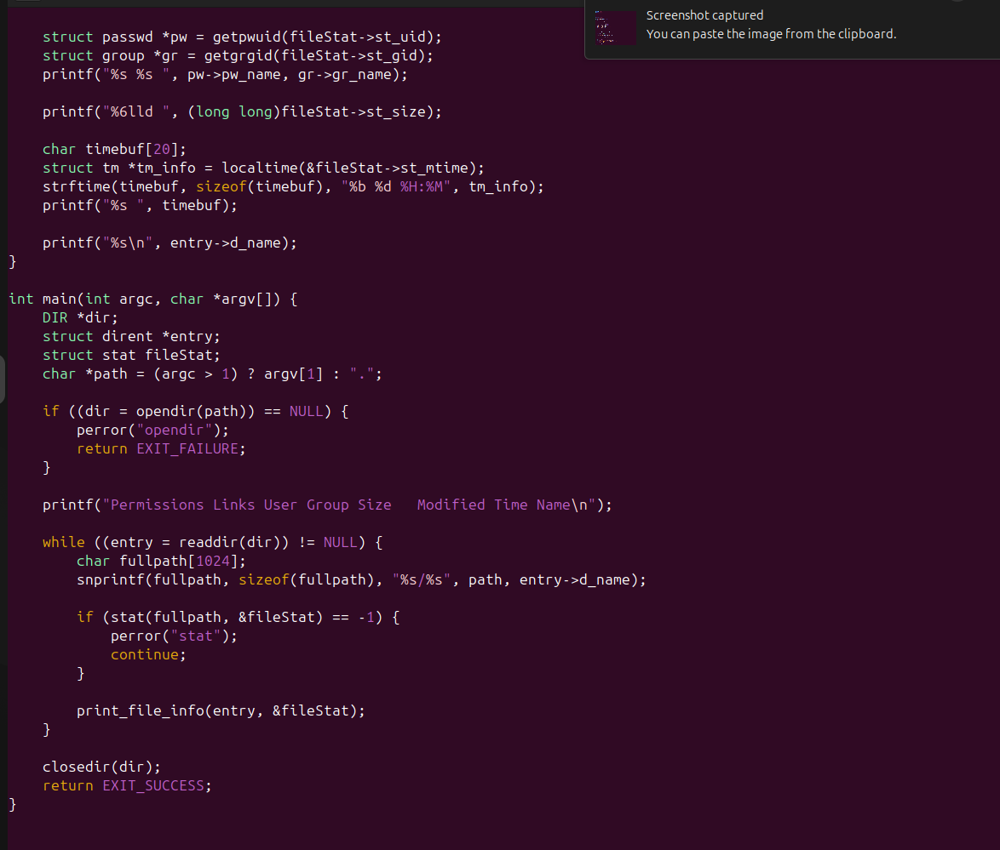 struct passwd *pw = getpwuid(fileStat->st_uid);
    struct group *gr = getgrgid(fileStat->st_gid);
    printf("%s %s ", pw->pw_name, gr->gr_name);

    printf("%6lld ", (long long)fileStat->st_size);

    char timebuf[20];
    struct tm *tm_info = localtime(&fileStat->st_mtime);
    strftime(timebuf, sizeof(timebuf), "%b %d %H:%M", tm_info);
    printf("%s ", timebuf);

    printf("%s\n", entry->d_name);
}

int main(int argc, char *argv[]) {
    DIR *dir;
    struct dirent *entry;
    struct stat fileStat;
    char *path = (argc > 1) ? argv[1] : ".";

    if ((dir = opendir(path)) == NULL) {
        perror("opendir");
        return EXIT_FAILURE;
    }

    printf("Permissions Links User Group Size   Modified Time Name\n");

    while ((entry = readdir(dir)) != NULL) {
        char fullpath[1024];
        snprintf(fullpath, sizeof(fullpath), "%s/%s", path, entry->d_name);

        if (stat(fullpath, &fileStat) == -1) {
            perror("stat");
            continue;
        }

        print_file_info(entry, &fileStat);
    }

    closedir(dir);
    return EXIT_SUCCESS;
}
Screenshot captured
You can paste the image from the clipboard.